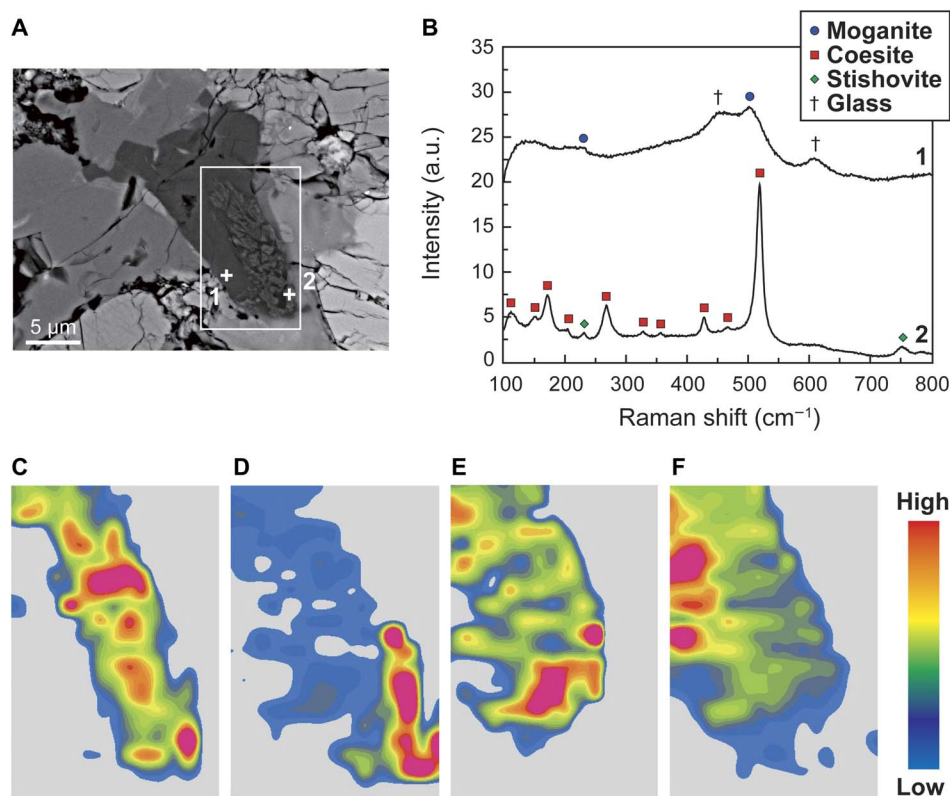 A
B
Moganite
Coesite
Stishovite
† Glass
Intensity (a.u.)
35
30
25
20
15
10
5
0
†
†
1
2
100 200 300 400 500 600 700 800
Raman shift (cm⁻¹)
1
2
5 μm
C
D
E
F
High
Low